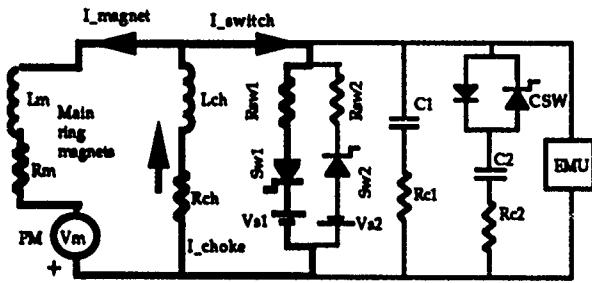 I_magnet I_switch
Lm
Main
ring
magnets
Rm
PM
Vm
+
Lch
Rch
I_choke
Rsw1
Rsw2
Sw1
Sw2
Vs1
Vs2
C1
Rc1
CSW
C2
Rc2
EMU